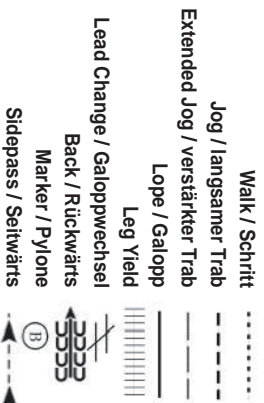 Walk / Schritt
Jog / langsamer Trab
Extended Jog / verstärkter Trab
Lope / Galopp
Leg Yield
Lead Change / Galoppwechsel
Back / Rückwärts
Marker / Pylone
B
Sidepass / Seitwärts